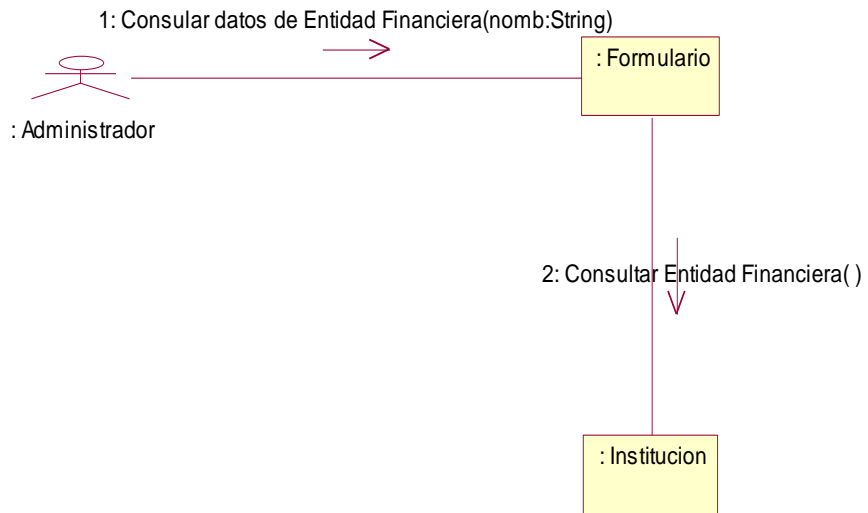 1: Consular datos de Entidad Financiera(nomb:String)
: Formulario
: Administrador
2: Consultar Entidad Financiera( )
: Institucion